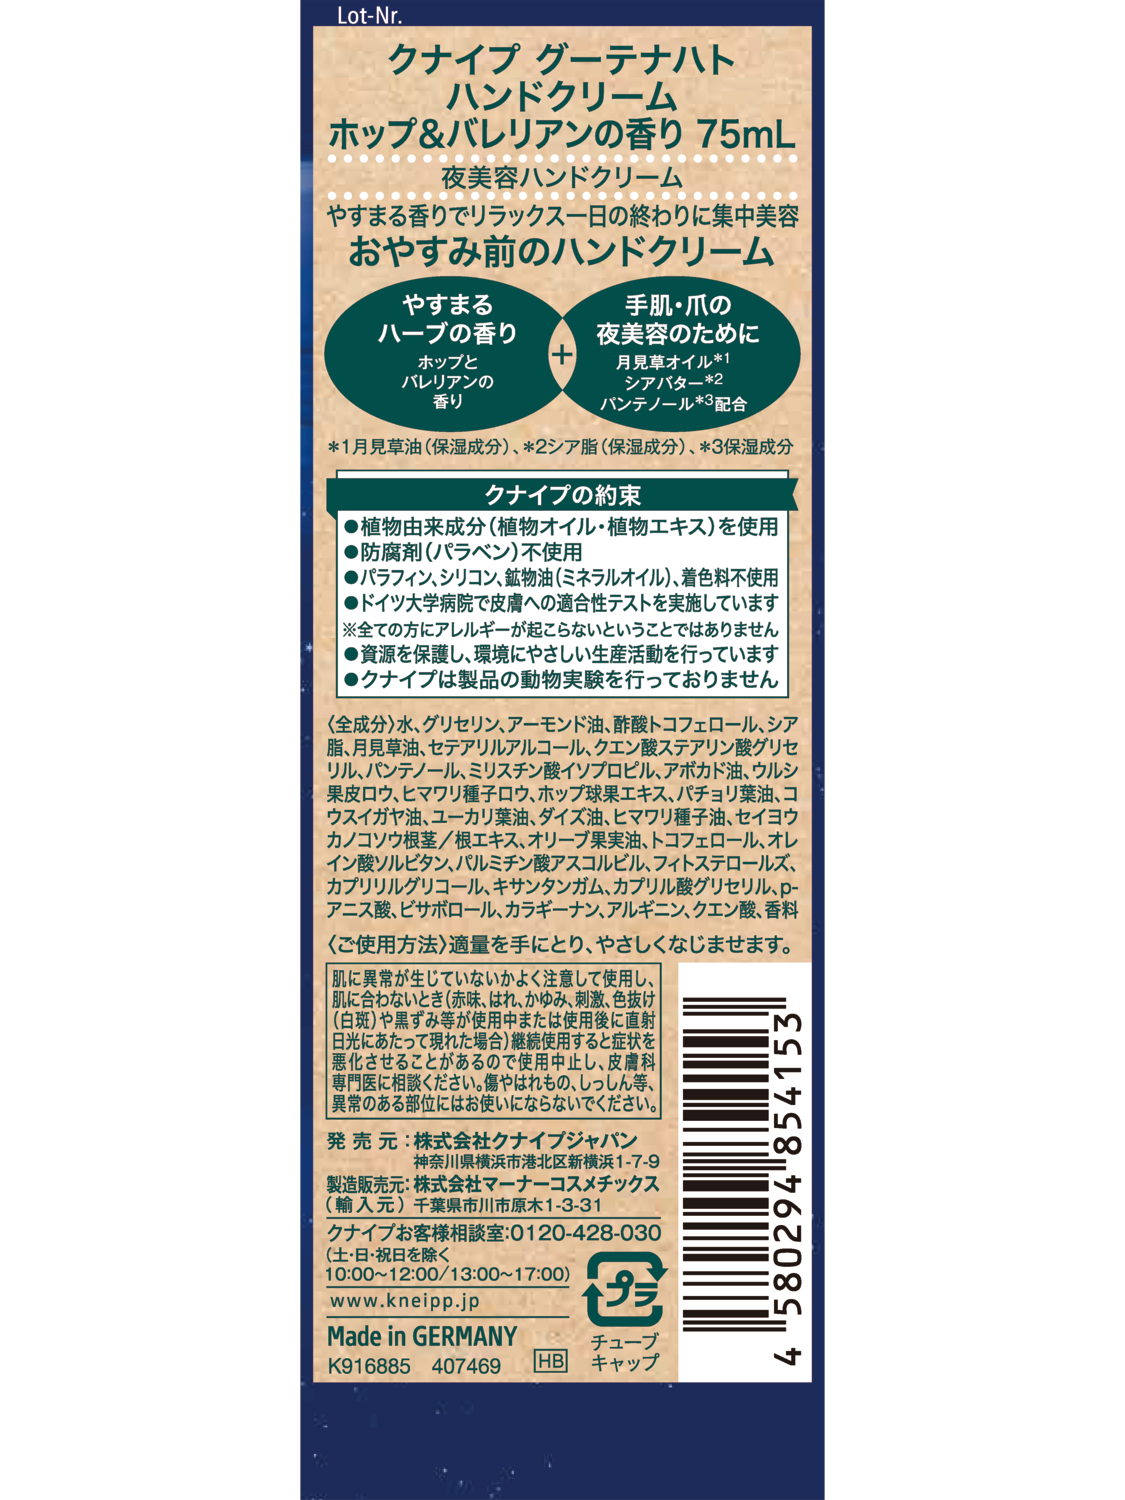 Lot-Nr.
クナイプ グーテナハト
ハンドクリーム
ホップ&バレリアンの香り 75mL
夜美容ハンドクリーム
やすまる香りでリラックス一日の終わりに集中美容
おやすみ前のハンドクリーム
やすまる
ハーブの香り
ホップと
バレリアンの
香り
+
手肌・爪の
夜美容のために
月見草オイル*1
シアバター*2
パンテノール*3配合
*1月見草油(保湿成分)、*2シア脂(保湿成分)、*3保湿成分
クナイプの約束
●植物由来成分(植物オイル・植物エキス)を使用
●防腐剤(パラベン)不使用
●パラフィン、シリコン、鉱物油(ミネラルオイル)、着色料不使用
●ドイツ大学病院で皮膚への適合性テストを実施しています
※全ての方にアレルギーが起こらないということではありません
●資源を保護し、環境にやさしい生産活動を行っています
●クナイプは製品の動物実験を行っておりません
〈全成分〉水、グリセリン、アーモンド油、酢酸トコフェロール、シア
脂、月見草油、セテアリルアルコール、クエン酸ステアリン酸グリセ
リル、パンテノール、ミリスチン酸イソプロピル、アボカド油、ウルシ
果皮ロウ、ヒマワリ種子ロウ、ホップ球果エキス、パチョリ葉油、コ
ウスイガヤ油、ユーカリ葉油、ダイズ油、ヒマワリ種子油、セイヨウ
カノコソウ根茎/根エキス、オリーブ果実油、トコフェロール、オレ
イン酸ソルビタン、パルミチン酸アスコルビル、フィトステロールズ、
カプリリルグリコール、キサンタンガム、カプリル酸グリセリル、p-
アニス酸、ビサボロール、カラギーナン、アルギニン、クエン酸、香料
〈ご使用方法〉適量を手にとり、やさしくなじませます。
肌に異常が生じていないかよく注意して使用し、
肌に合わないとき(赤味、はれ、かゆみ、刺激、色抜け
(白斑)や黒ずみ等が使用中または使用後に直射
日光にあたって現れた場合)継続使用すると症状を
悪化させることがあるので使用中止し、皮膚科
専門医に相談ください。傷やはれもの、しっしん等、
異常のある部位にはお使いにならないでください。
発売元:株式会社クナイプジャパン
神奈川県横浜市港北区新横浜1-7-9
製造販売元:株式会社マーナーコスメチックス
(輸入元) 千葉県市川市原木1-3-31
クナイプお客様相談室:0120-428-030
(土・日・祝日を除く
10:00~12:00/13:00~17:00)
www.kneipp.jp
Made in GERMANY
K916885 407469 HB
プラ
チューブ
キャップ
4 580294 854153